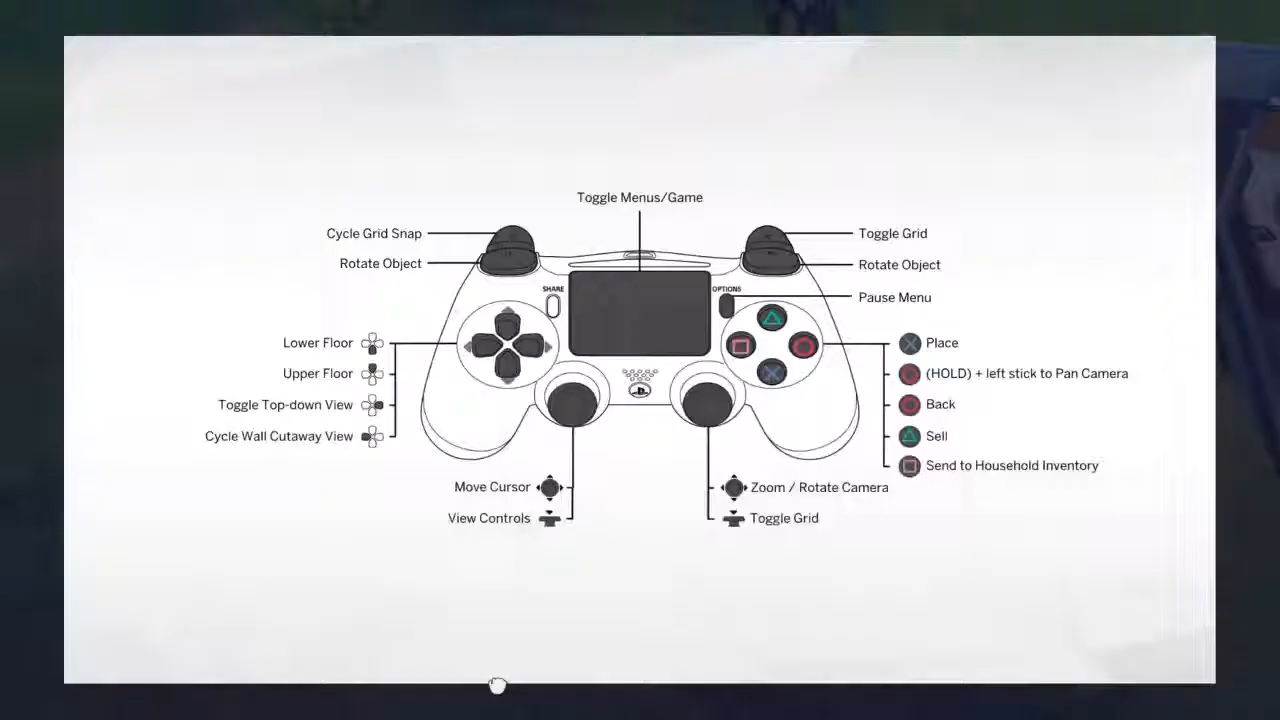 Toggle Menus/Game
Cycle Grid Snap
Toggle Grid
Rotate Object
Rotate Object
SHARE
OPTIONS
Pause Menu
Lower Floor
Place
Upper Floor
(HOLD) + left stick to Pan Camera
Toggle Top-down View
Back
Cycle Wall Cutaway View
Sell
Send to Household Inventory
Move Cursor
Zoom / Rotate Camera
View Controls
Toggle Grid